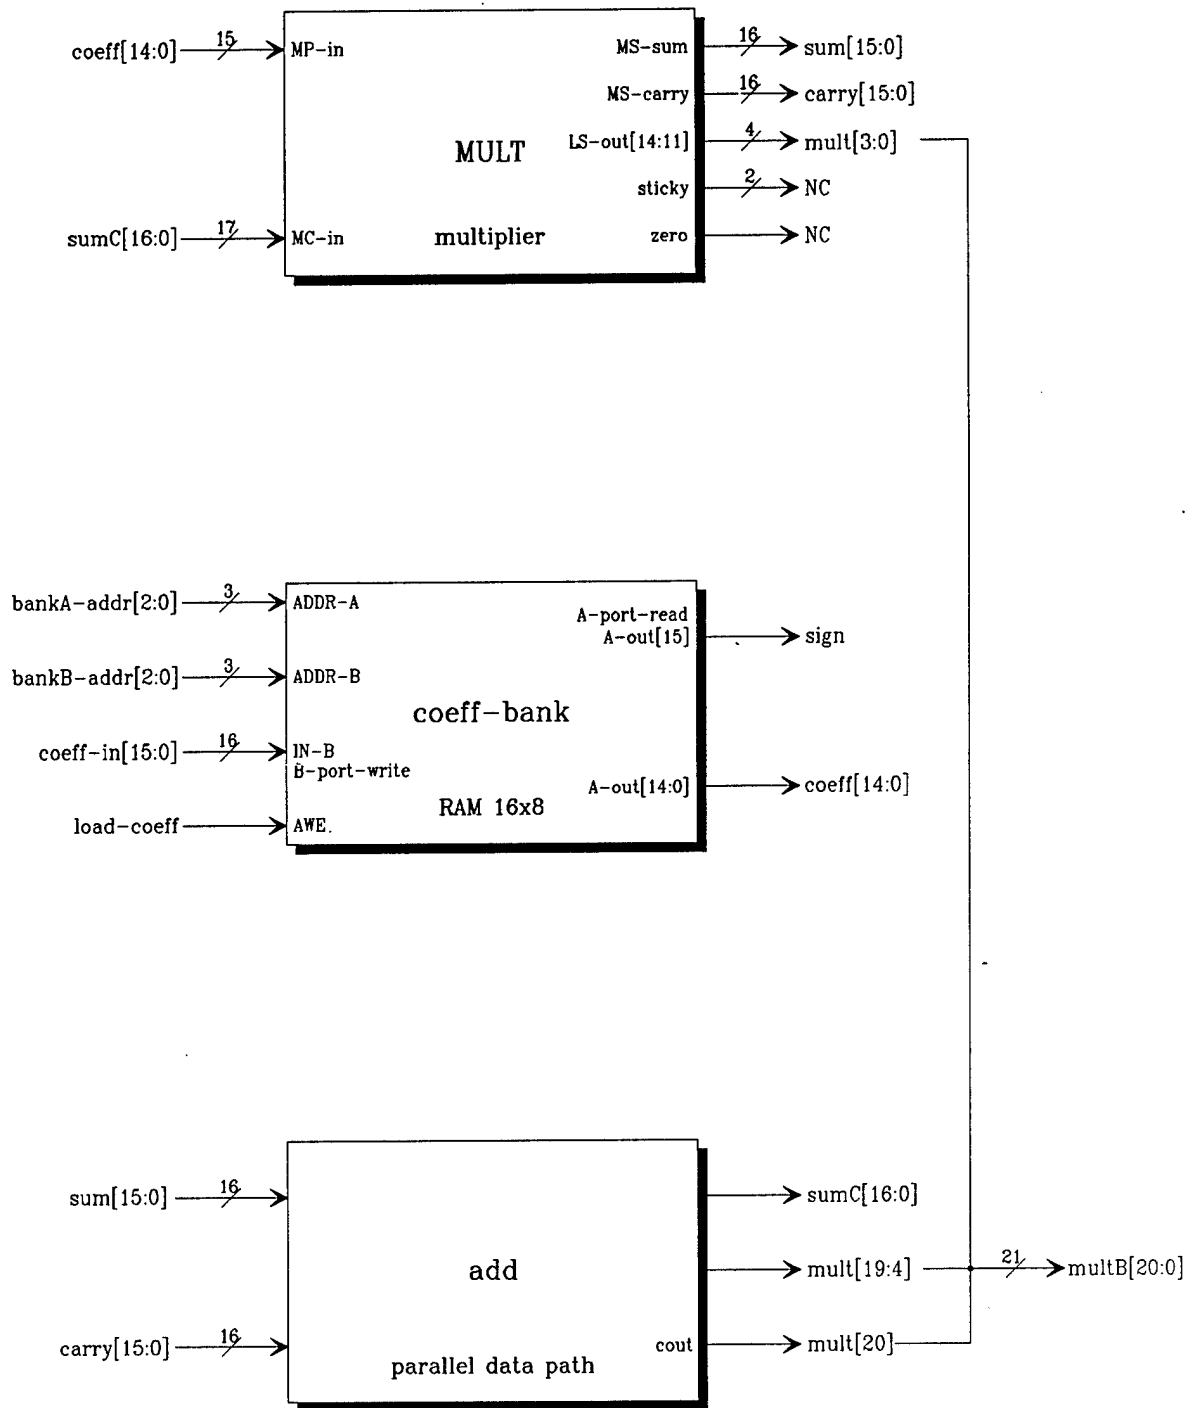 coeff[14:0] 15 MP-in MS-sum 16 sum[15:0]
MS-carry 16 carry[15:0]
MULT LS-out[14:11] 4 mult[3:0]
sticky 2 NC
sumC[16:0] 17 MC-in multiplier zero NC
bankA-addr[2:0] 3 ADDR-A
A-port-read
A-out[15] sign
bankB-addr[2:0] 3 ADDR-B
coeff-bank
coeff-in[15:0] 16 IN-B
B-port-write
A-out[14:0] coeff[14:0]
RAM 16x8
load-coeff AWE.
sum[15:0] 16 sumC[16:0]
add mult[19:4] 21 multB[20:0]
carry[15:0] 16 cout mult[20]
parallel data path